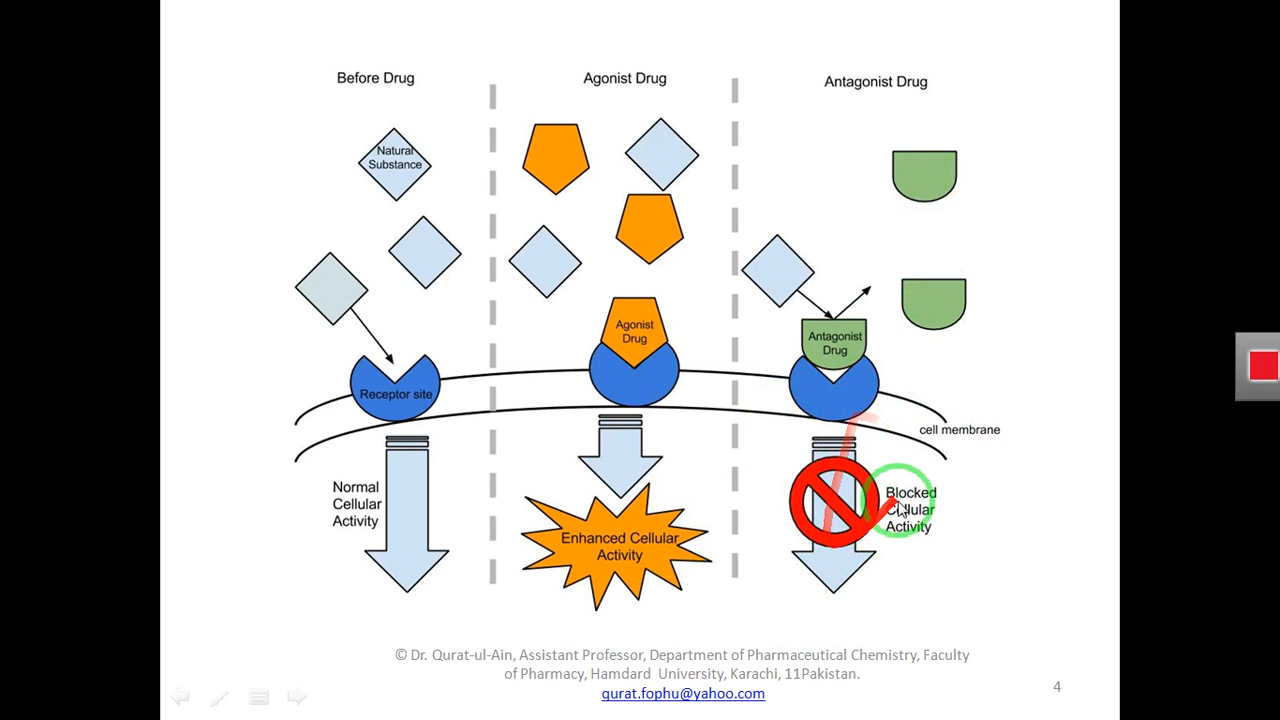 Before Drug
Agonist Drug
Antagonist Drug
Natural
Substance
Agonist
Drug
Antagonist
Drug
Receptor site
cell membrane
Normal
Cellular
Activity
Enhanced Cellular
Activity
Blocked
Cellular
Activity
© Dr. Qurat-ul-Ain, Assistant Professor, Department of Pharmaceutical Chemistry, Faculty
of Pharmacy, Hamdard University, Karachi, 11Pakistan.
qurat.fophu@yahoo.com
4